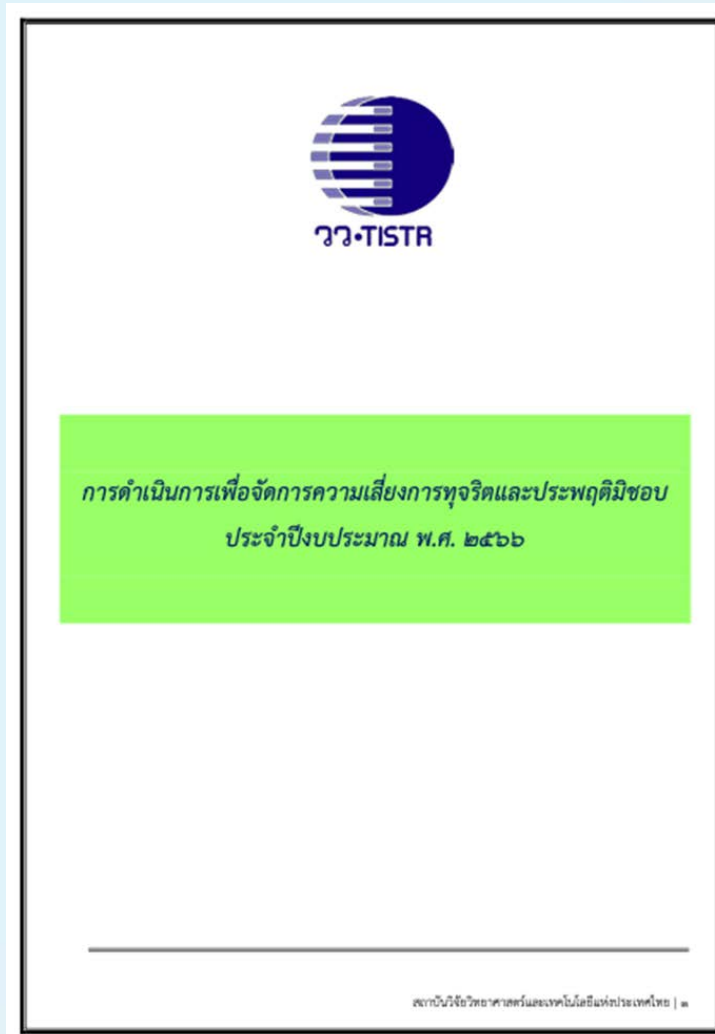 วว•TISTR
การดำเนินการเพื่อจัดการความเสี่ยงการทุจริตและประพฤติมิชอบ
ประจำปีงบประมาณ พ.ศ. ๒๕๖๖
สถาบันวิจัยวิทยาศาสตร์และเทคโนโลยีแห่งประเทศไทย | ๑